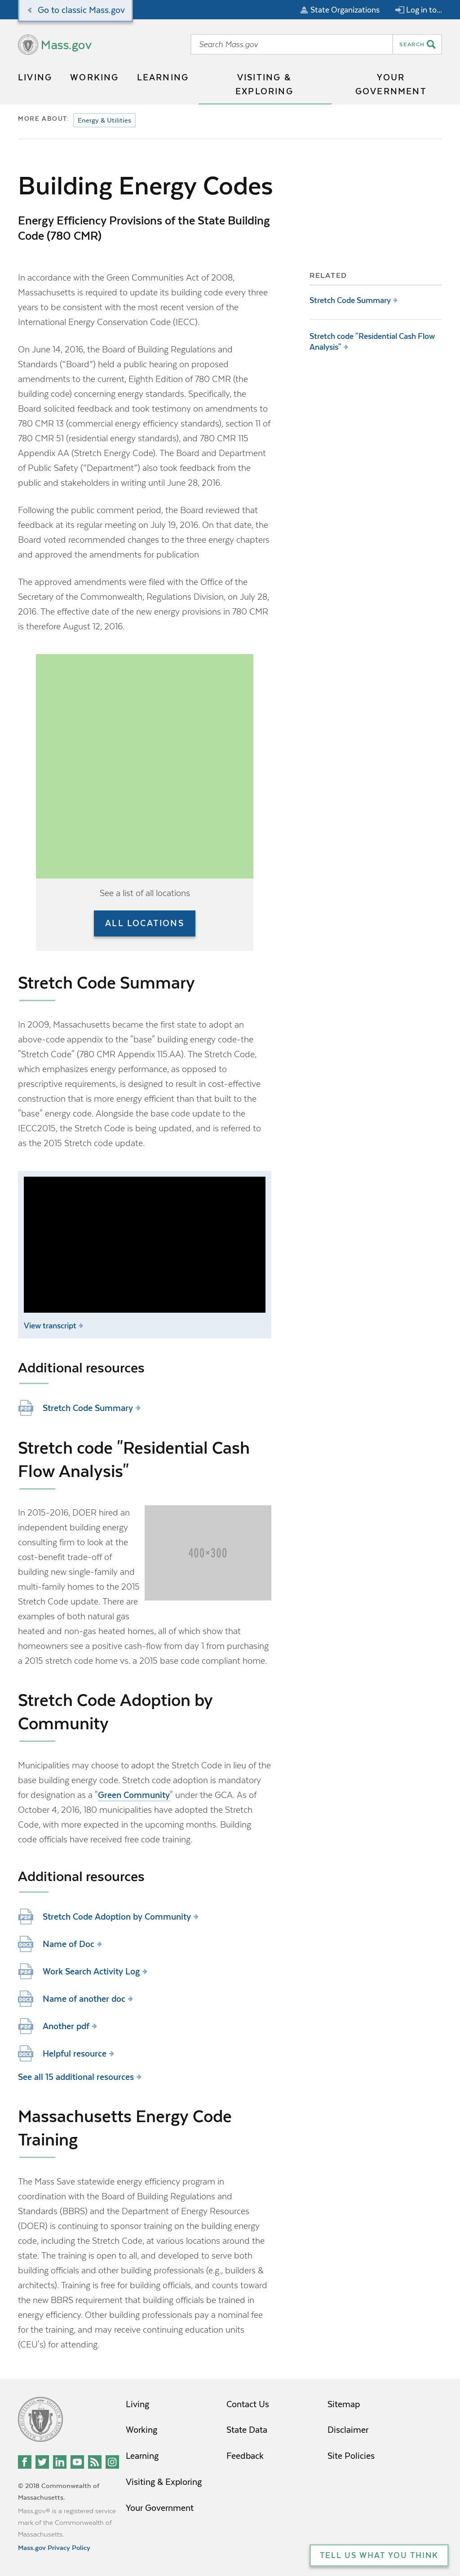 Go to classic Mass.gov
State Organizations
Log in to...
Mass.gov
Search Mass.gov
SEARCH
LIVING
WORKING
LEARNING
VISITING &
EXPLORING
YOUR
GOVERNMENT
MORE ABOUT:
Energy & Utilities
Building Energy Codes
Energy Efficiency Provisions of the State Building
Code (780 CMR)
In accordance with the Green Communities Act of 2008,
Massachusetts is required to update its building code every three
years to be consistent with the most recent version of the
International Energy Conservation Code (IECC).
On June 14, 2016, the Board of Building Regulations and
Standards ("Board") held a public hearing on proposed
amendments to the current, Eighth Edition of 780 CMR (the
building code) concerning energy standards. Specifically, the
Board solicited feedback and took testimony on amendments to
780 CMR 13 (commercial energy efficiency standards), section 11 of
780 CMR 51 (residential energy standards), and 780 CMR 115
Appendix AA (Stretch Energy Code). The Board and Department
of Public Safety ("Department") also took feedback from the
public and stakeholders in writing until June 28, 2016.
Following the public comment period, the Board reviewed that
feedback at its regular meeting on July 19, 2016. On that date, the
Board voted recommended changes to the three energy chapters
and approved the amendments for publication
The approved amendments were filed with the Office of the
Secretary of the Commonwealth, Regulations Division, on July 28,
2016. The effective date of the new energy provisions in 780 CMR
is therefore August 12, 2016.
RELATED
Stretch Code Summary
Stretch code "Residential Cash Flow
Analysis"
See a list of all locations
ALL LOCATIONS
Stretch Code Summary
In 2009, Massachusetts became the first state to adopt an
above-code appendix to the "base" building energy code-the
"Stretch Code" (780 CMR Appendix 115.AA). The Stretch Code,
which emphasizes energy performance, as opposed to
prescriptive requirements, is designed to result in cost-effective
construction that is more energy efficient than that built to the
"base" energy code. Alongside the base code update to the
IECC2015, the Stretch Code is being updated, and is referred to
as the 2015 Stretch code update.
View transcript
Additional resources
PDF
Stretch Code Summary
Stretch code "Residential Cash
Flow Analysis"
In 2015-2016, DOER hired an
independent building energy
consulting firm to look at the
cost-benefit trade-off of
building new single-family and
multi-family homes to the 2015
Stretch Code update. There are
examples of both natural gas
heated and non-gas heated homes, all of which show that
homeowners see a positive cash-flow from day 1 from purchasing
a 2015 stretch code home vs. a 2015 base code compliant home.
400×300
Stretch Code Adoption by
Community
Municipalities may choose to adopt the Stretch Code in lieu of the
base building energy code. Stretch code adoption is mandatory
for designation as a "Green Community" under the GCA. As of
October 4, 2016, 180 municipalities have adopted the Stretch
Code, with more expected in the upcoming months. Building
code officials have received free code training.
Additional resources
PDF
Stretch Code Adoption by Community
DOCX
Name of Doc
PDF
Work Search Activity Log
DOCX
Name of another doc
PDF
Another pdf
DOCX
Helpful resource
See all 15 additional resources
Massachusetts Energy Code
Training
The Mass Save statewide energy efficiency program in
coordination with the Board of Building Regulations and
Standards (BBRS) and the Department of Energy Resources
(DOER) is continuing to sponsor training on the building energy
code, including the Stretch Code, at various locations around the
state. The training is open to all, and developed to serve both
building officials and other building professionals (e.g., builders &
architects). Training is free for building officials, and counts toward
the new BBRS requirement that building officials be trained in
energy efficiency. Other building professionals pay a nominal fee
for the training, and may receive continuing education units
(CEU's) for attending.
Living
Working
Learning
Visiting & Exploring
Your Government
Contact Us
State Data
Feedback
Sitemap
Disclaimer
Site Policies
© 2018 Commonwealth of
Massachusetts.
Mass.gov® is a registered service
mark of the Commonwealth of
Massachusetts.
Mass.gov Privacy Policy
TELL US WHAT YOU THINK